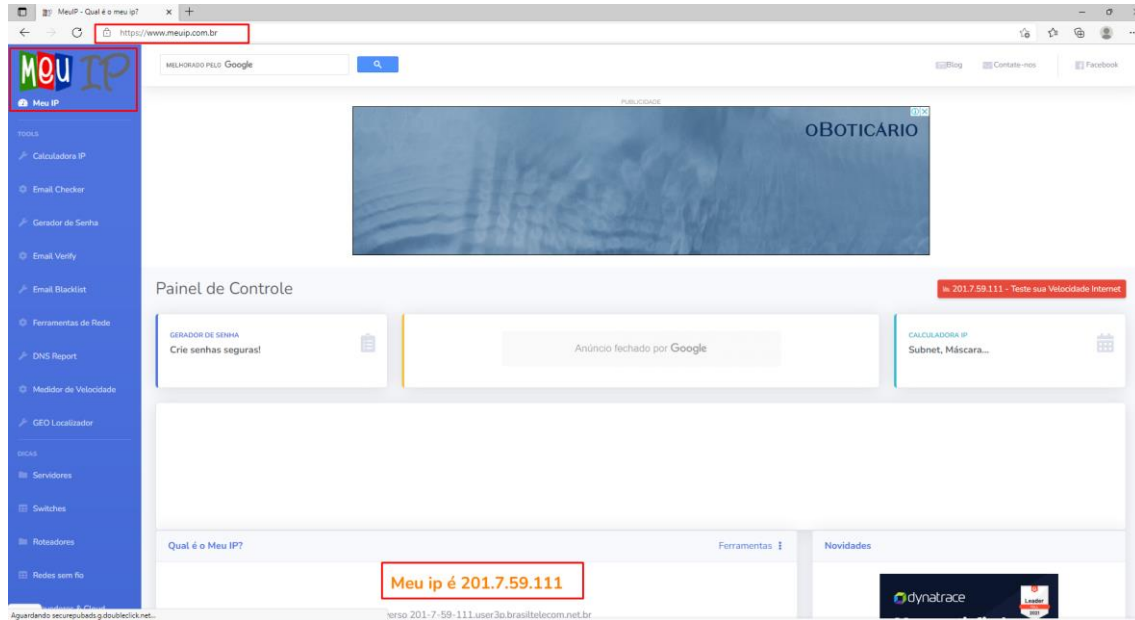 MeuIP - Qual é o meu ip?
https://www.meuip.com.br
Meu IP
MELHORADO PELO Google
Blog
Contate-nos
Facebook
Meu IP
TOOLS
Calculadora IP
Email Checker
Gerador de Senha
Email Verify
Email Blacklist
Ferramentas de Rede
DNS Report
Medidor de Velocidade
GEO Localizador
DICAS
Servidores
Switches
Roteadores
Redes sem fio
Aguardando securepubads.g.doubleclick.net...
PUBLICIDADE
oBOTICÁRIO
Painel de Controle
201.7.59.111 - Teste sua Velocidade Internet
GERADOR DE SENHA
Crie senhas seguras!
Anúncio fechado por Google
CALCULADORA IP
Subnet, Máscara...
Qual é o Meu IP?
Ferramentas
Meu ip é 201.7.59.111
201-7-59-111.user3p.brasiltelecom.net.br
Novidades
dynatrace
Leader